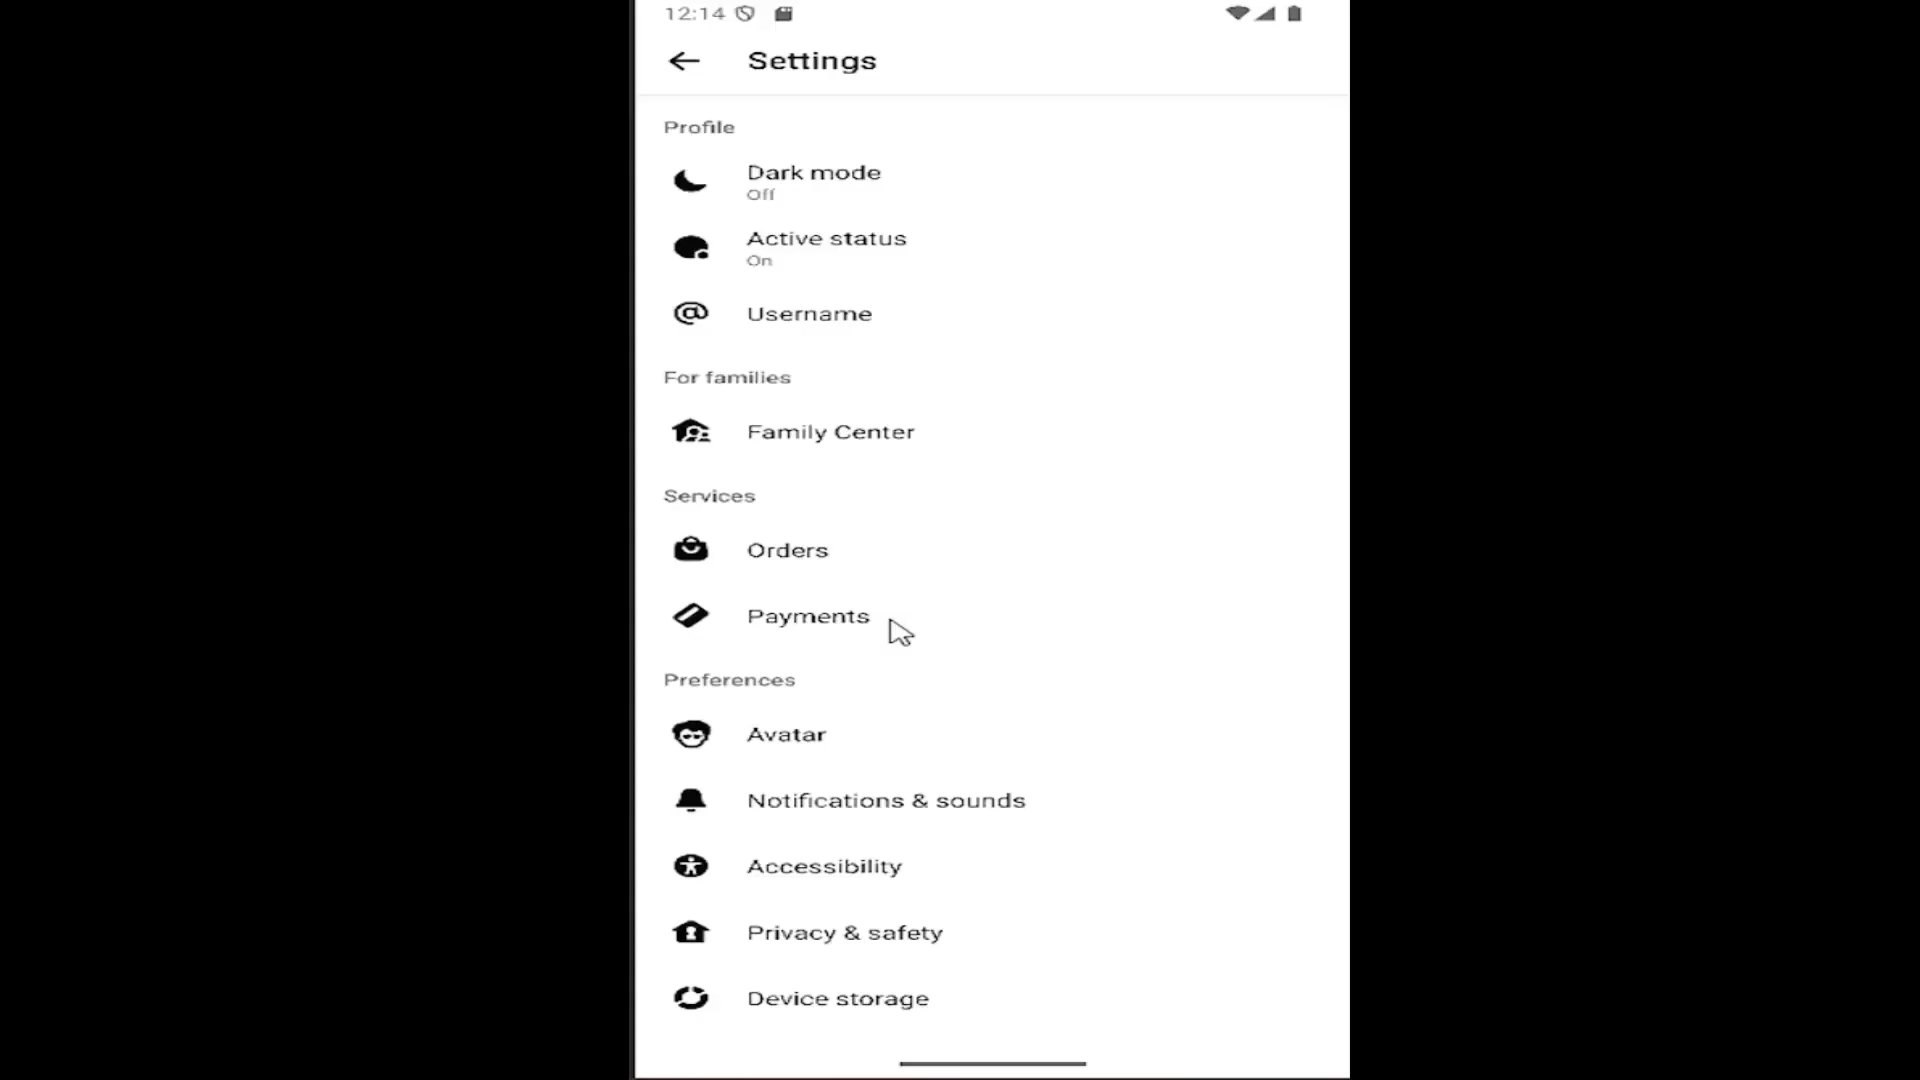 12:14
Settings
Profile
Dark mode
Off
Active status
On
Username
For families
Family Center
Services
Orders
Payments
Preferences
Avatar
Notifications & sounds
Accessibility
Privacy & safety
Device storage